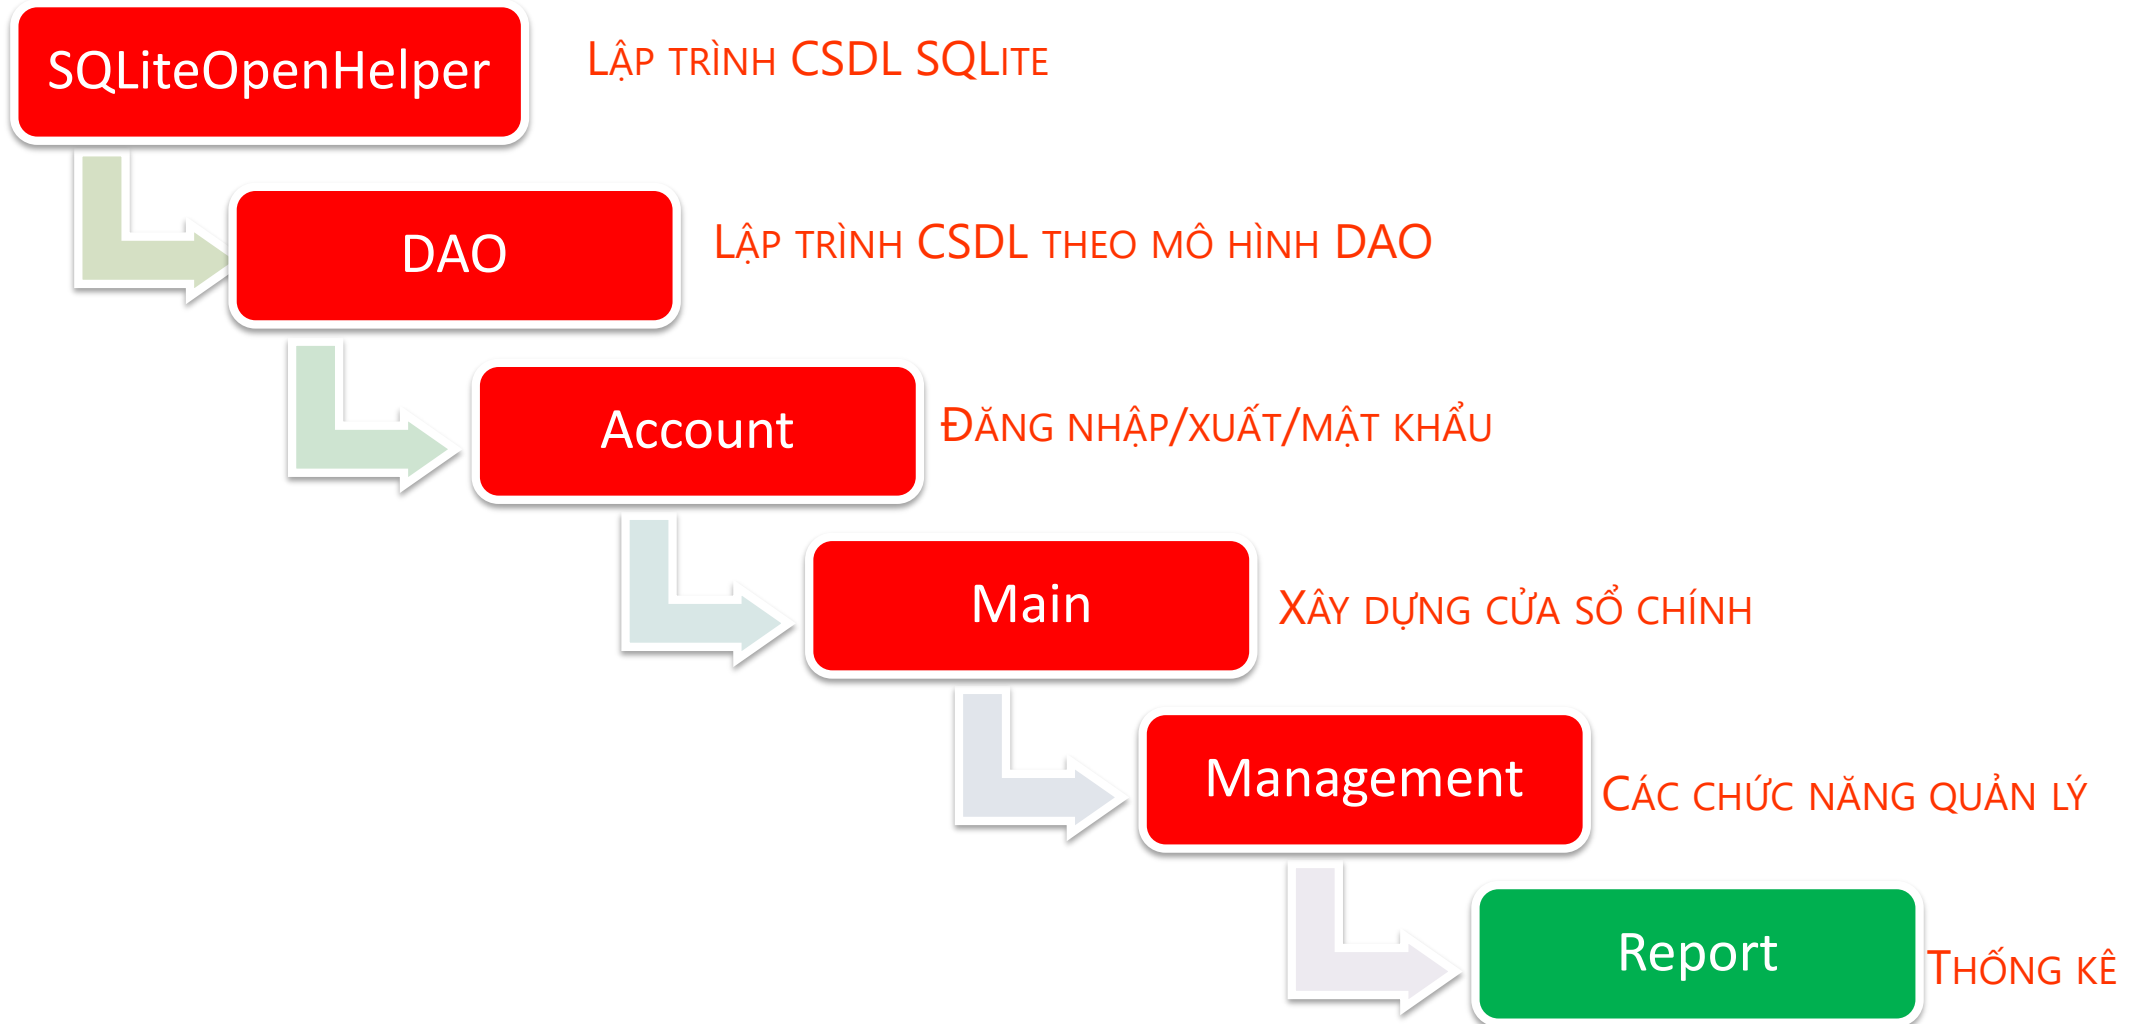 SQLiteOpenHelper
Lập trình CSDL SQLite
DAO
Lập trình CSDL theo mô hình DAO
Account
Đăng nhập/xuất/mật khẩu
Main
Xây dựng cửa sổ chính
Management
Các chức năng quản lý
Report
Thống kê